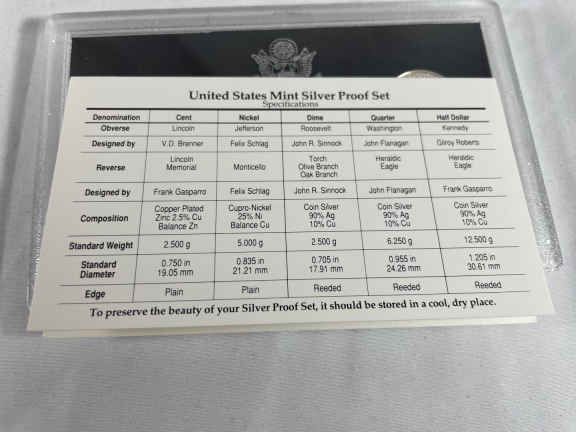 United States Mint Silver Proof Set
Specifications
Denomination Cent Nickel Dime Quarter Half Dollar
Obverse Lincoln Jefferson Roosevelt Washington Kennedy
Designed by V.D. Brenner Felix Schlag John R. Sinnock John Flanagan Gilroy Roberts
Reverse Lincoln Memorial Monticello Torch Olive Branch Oak Branch Heraldic Eagle Heraldic Eagle
Designed by Frank Gasparro Felix Schlag John R. Sinnock John Flanagan Frank Gasparro
Composition Copper Plated Zinc 2.5% Cu Balance Zn Cupro-Nickel 25% Ni Balance Cu Coin Silver 90% Ag 10% Cu Coin Silver 90% Ag 10% Cu Coin Silver 90% Ag 10% Cu
Standard Weight 2.500 g 5.000 g 2.500 g 6.250 g 12.500 g
Standard Diameter 0.750 in 19.05 mm 0.835 in 21.21 mm 0.705 in 17.91 mm 0.955 in 24.26 mm 1.205 in 30.61 mm
Edge Plain Plain Reeded Reeded Reeded
To preserve the beauty of your Silver Proof Set, it should be stored in a cool, dry place.